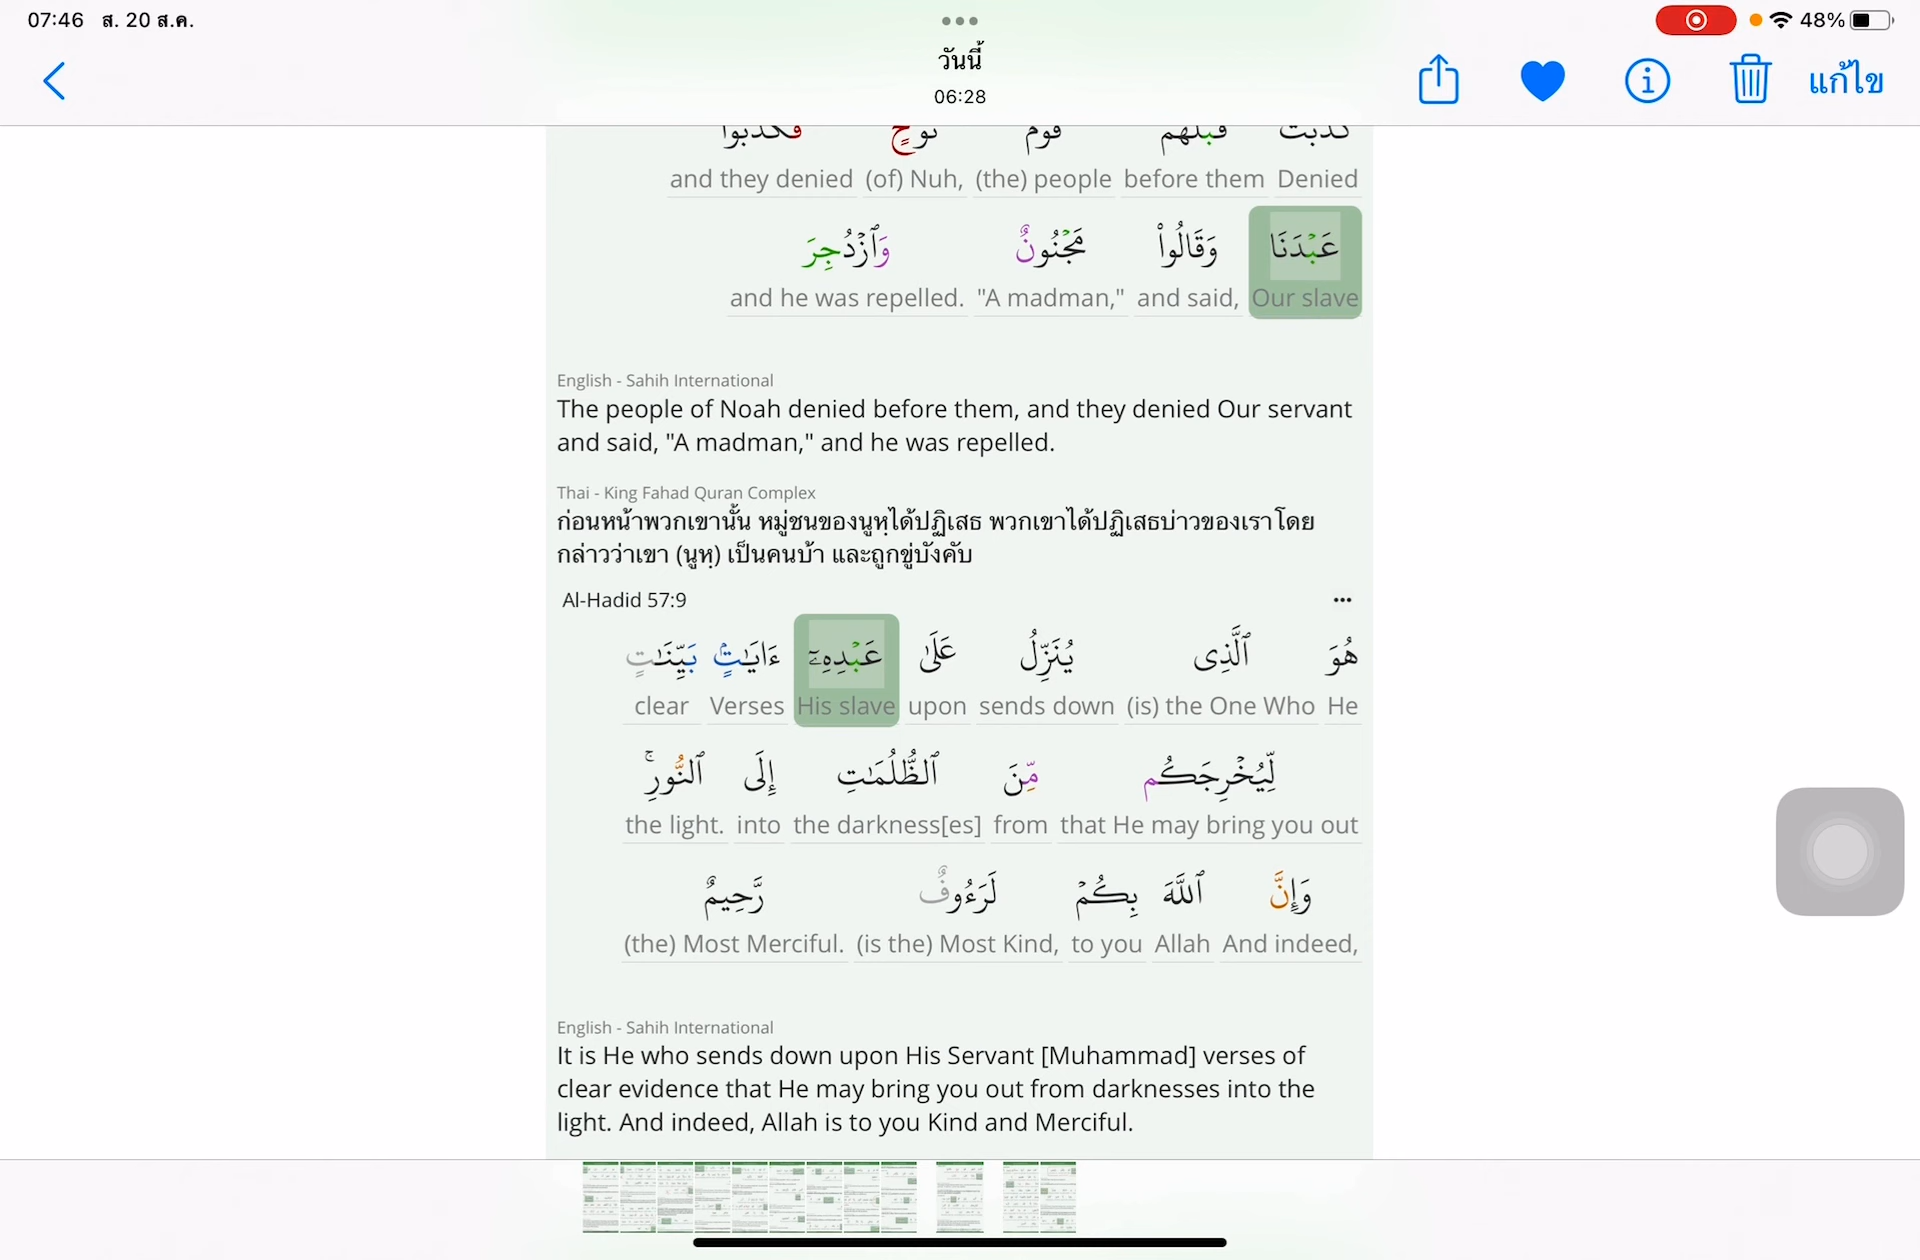 07:46 ส. 20 ส.ค.
48%
วันนี้
06:28
แก้ไข
كَذَّبَتْ قَبْلَهُمْ قَوْمُ نُوحٍ فَكَذَّبُوا۟
and they denied (of) Nuh, (the) people before them Denied
عَبْدَنَا وَقَالُوا۟ مَجْنُونٌ وَٱزْدُجِرَ
and he was repelled. "A madman," and said, Our slave
English - Sahih International
The people of Noah denied before them, and they denied Our servant
and said, "A madman," and he was repelled.
Thai - King Fahad Quran Complex
ก่อนหน้าพวกเขานั้น หมู่ชนของนูหฺได้ปฏิเสธ พวกเขาได้ปฏิเสธบ่าวของเราโดย
กล่าวว่าเขา (นูหฺ) เป็นคนบ้า และถูกขู่บังคับ
Al-Hadid 57:9
هُوَ ٱلَّذِى يُنَزِّلُ عَلَىٰ عَبْدِهِۦٓ ءَايَـٰتٍۭ بَيِّنَـٰتٍ
clear Verses His slave upon sends down (is) the One Who He
لِّيُخْرِجَكُم مِّنَ ٱلظُّلُمَـٰتِ إِلَى ٱلنُّورِ ۚ
the light. into the darkness[es] from that He may bring you out
وَإِنَّ ٱللَّهَ بِكُمْ لَرَءُوفٌ رَّحِيمٌ
(the) Most Merciful. (is the) Most Kind, to you Allah And indeed,
English - Sahih International
It is He who sends down upon His Servant [Muhammad] verses of
clear evidence that He may bring you out from darknesses into the
light. And indeed, Allah is to you Kind and Merciful.